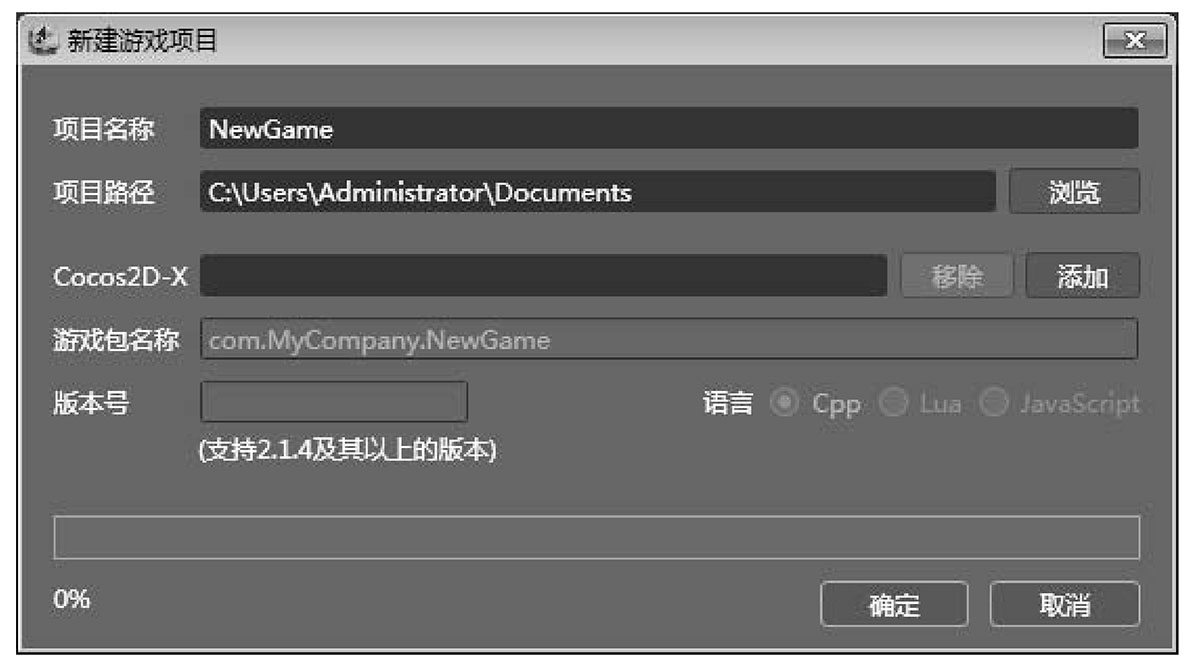 新建游戏项目
项目名称 NewGame
项目路径 C:\Users\Administrator\Documents 浏览
Cocos2D-X 移除 添加
游戏包名称 com.MyCompany.NewGame
版本号 语言 Cpp Lua JavaScript
(支持2.1.4及其以上的版本)
0% 确定 取消